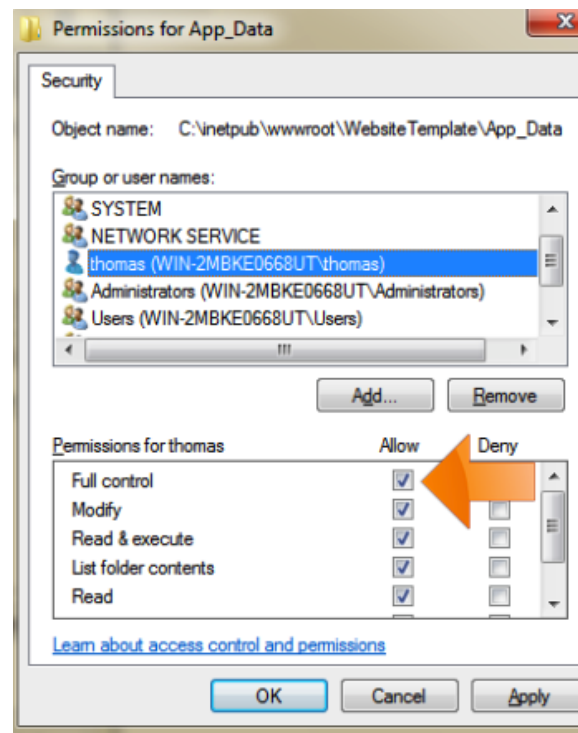 Permissions for App_Data
Security
Object name: C:\inetpub\wwwroot\WebsiteTemplate\App_Data
Group or user names:
SYSTEM
NETWORK SERVICE
thomas (WIN-2MBKE0668UT\thomas)
Administrators (WIN-2MBKE0668UT\Administrators)
Users (WIN-2MBKE0668UT\Users)
Add... Remove
Permissions for thomas Allow Deny
Full control
Modify
Read & execute
List folder contents
Read
Learn about access control and permissions
OK Cancel Apply